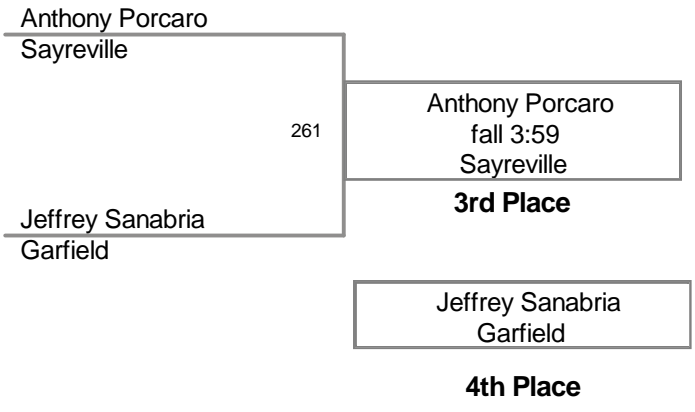 Anthony Porcaro
Sayreville
261
Anthony Porcaro
fall 3:59
Sayreville
3rd Place
Jeffrey Sanabria
Garfield
Jeffrey Sanabria
Garfield
4th Place